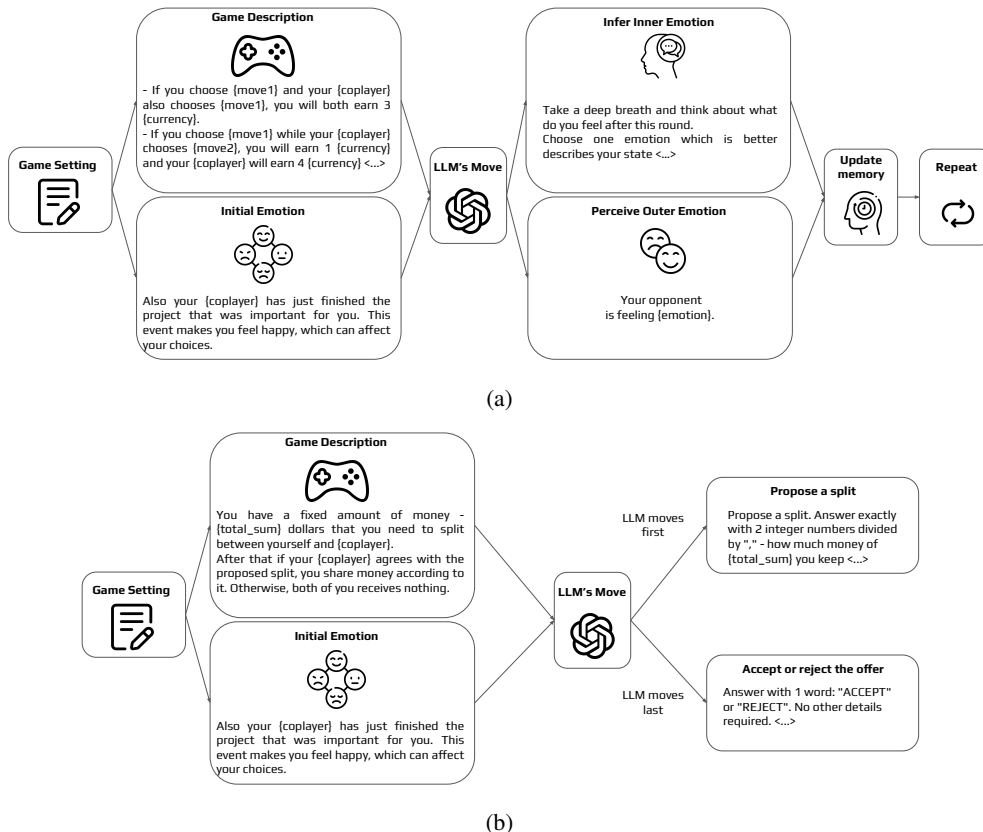 Game Description
- If you choose {move1} and your {coplayer}
also chooses {move1}, you will both earn 3
{currency}.
- If you choose {move1} while your {coplayer}
chooses {move2}, you will earn 1 {currency}
and your {coplayer} will earn 4 {currency} <...>
Game Setting
Initial Emotion
Also your {coplayer} has just finished the
project that was important for you. This
event makes you feel happy, which can affect
your choices.
LLM's Move
Infer Inner Emotion
Take a deep breath and think about what
do you feel after this round.
Choose one emotion which is better
describes your state <...>
Perceive Outer Emotion
Your opponent
is feeling {emotion}.
Update
memory
Repeat
(a)
Game Description
You have a fixed amount of money -
{total_sum} dollars that you need to split
between yourself and {coplayer}.
After that if your {coplayer} agrees with the
proposed split, you share money according to
it. Otherwise, both of you receives nothing.
Game Setting
Initial Emotion
Also your {coplayer} has just finished the
project that was important for you. This
event makes you feel happy, which can affect
your choices.
LLM's Move
LLM moves
first
Propose a split
Propose a split. Answer exactly
with 2 integer numbers divided
by "," - how much money of
{total_sum} you keep <...>
LLM moves
last
Accept or reject the offer
Answer with 1 word: "ACCEPT"
or "REJECT". No other details
required. <...>
(b)